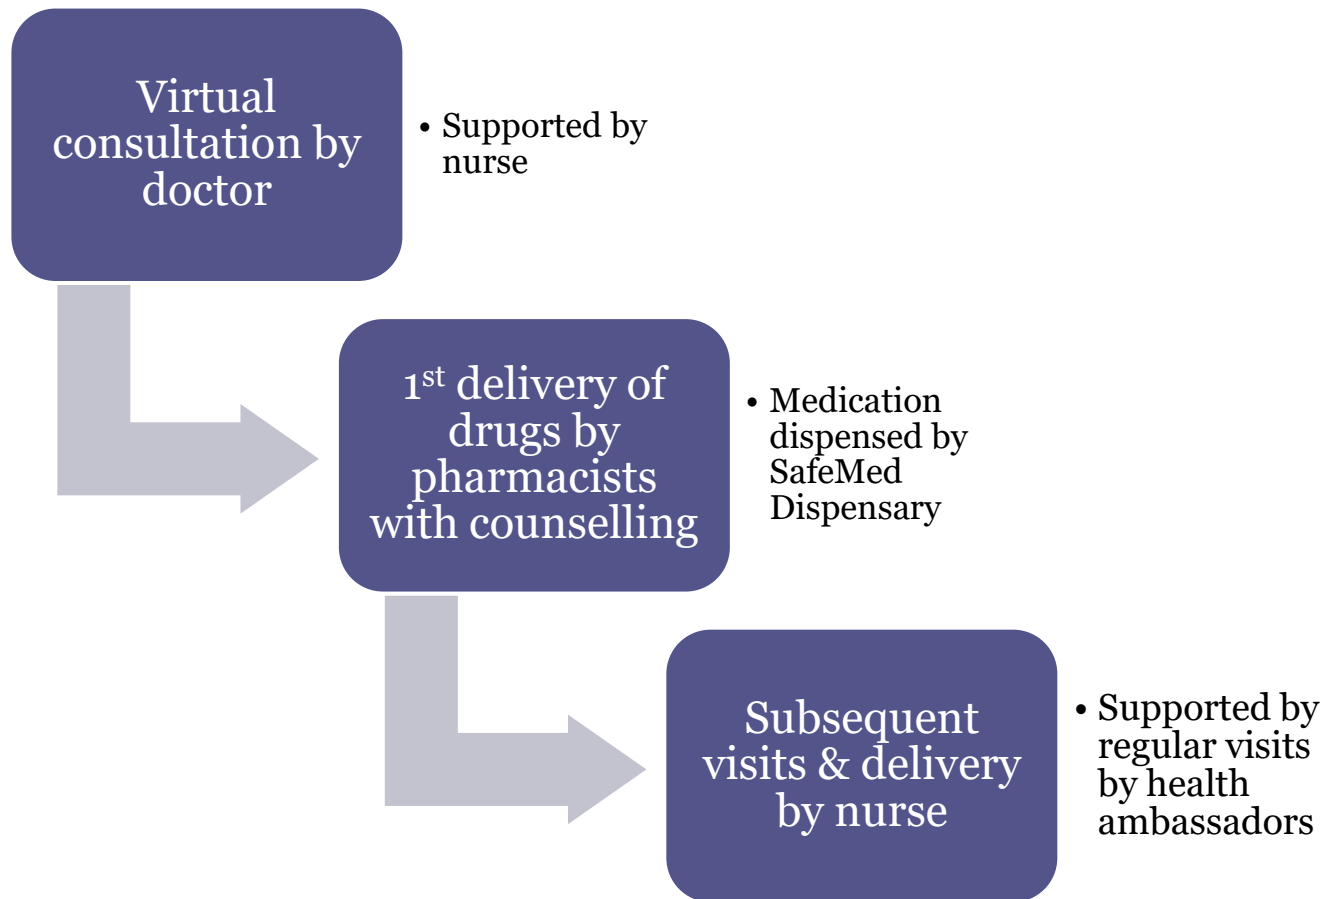 Virtual
consultation by
doctor
• Supported by
nurse
1st delivery of
drugs by
pharmacists
with counselling
• Medication
dispensed by
SafeMed
Dispensary
Subsequent
visits & delivery
by nurse
• Supported by
regular visits
by health
ambassadors